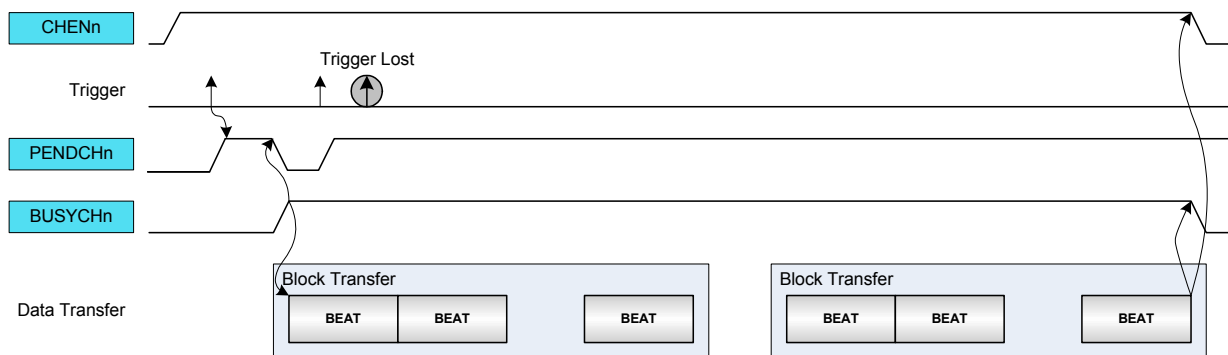 CHENn
Trigger Lost
Trigger
PENDCHn
BUSYCHn
Block Transfer
Block Transfer
Data Transfer
BEAT
BEAT
BEAT
BEAT
BEAT
BEAT